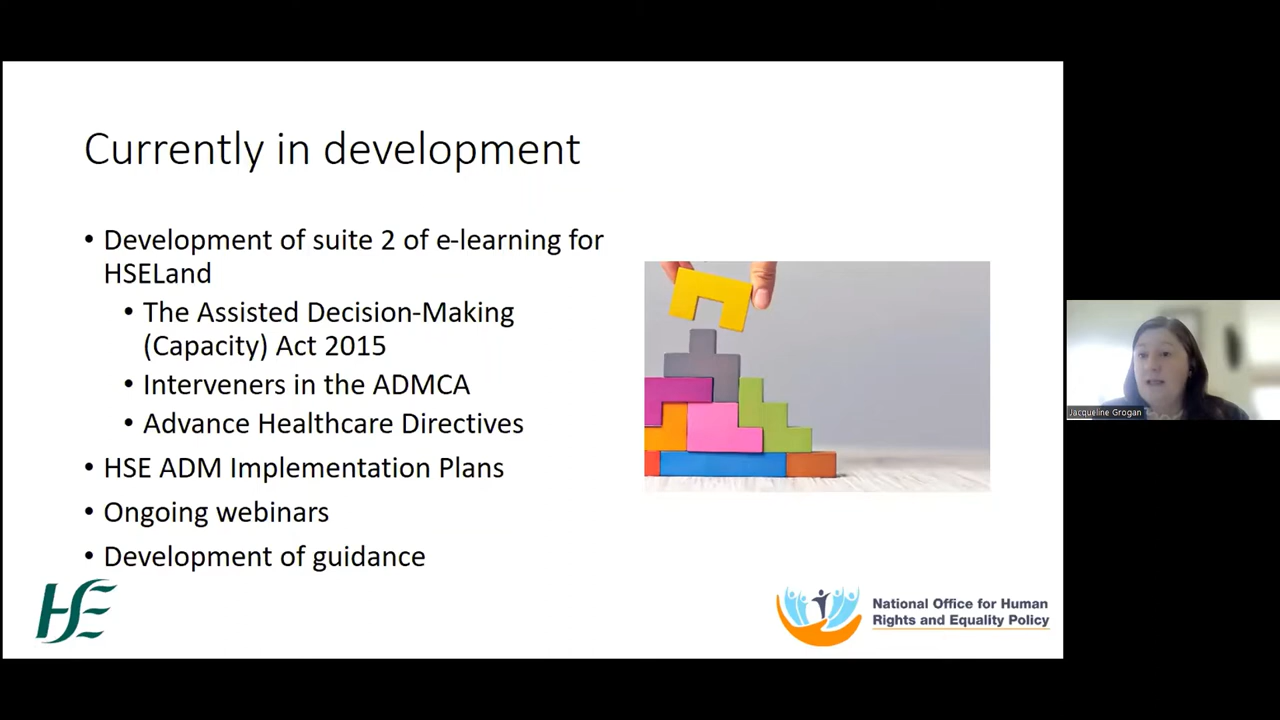 Currently in development
• Development of suite 2 of e-learning for
HSELand
• The Assisted Decision-Making
(Capacity) Act 2015
• Interveners in the ADMCA
• Advance Healthcare Directives
• HSE ADM Implementation Plans
• Ongoing webinars
• Development of guidance
HSE
National Office for Human
Rights and Equality Policy
Jacqueline Grogan